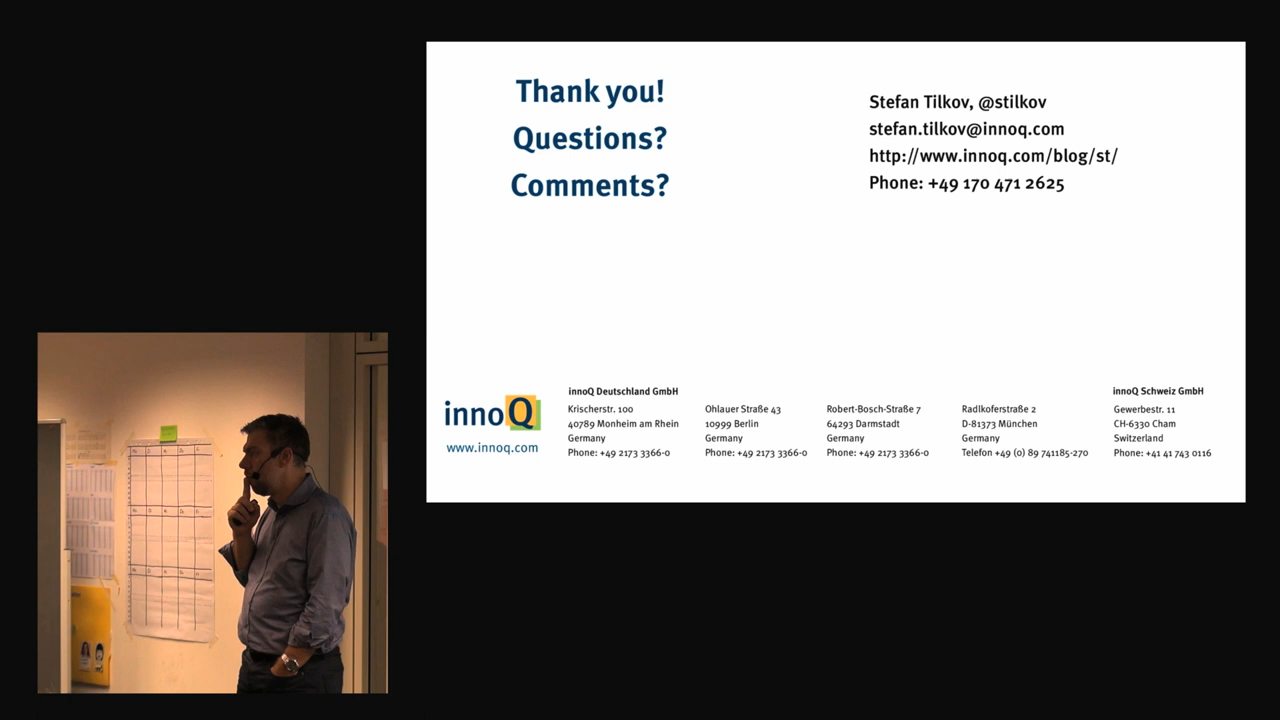 Thank you!
Questions?
Comments?
Stefan Tilkov, @stilkov
stefan.tilkov@innoq.com
http://www.innoq.com/blog/st/
Phone: +49 170 471 2625
innoQ
www.innoq.com
innoQ Deutschland GmbH
Krischerstr. 100
40789 Monheim am Rhein
Germany
Phone: +49 2173 3366-0
Ohlauer Straße 43
10999 Berlin
Germany
Phone: +49 2173 3366-0
Robert-Bosch-Straße 7
64293 Darmstadt
Germany
Phone: +49 2173 3366-0
Radlkoferstraße 2
D-81373 München
Germany
Telefon +49 (0) 89 741185-270
innoQ Schweiz GmbH
Gewerbestr. 11
CH-6330 Cham
Switzerland
Phone: +41 41 743 0116